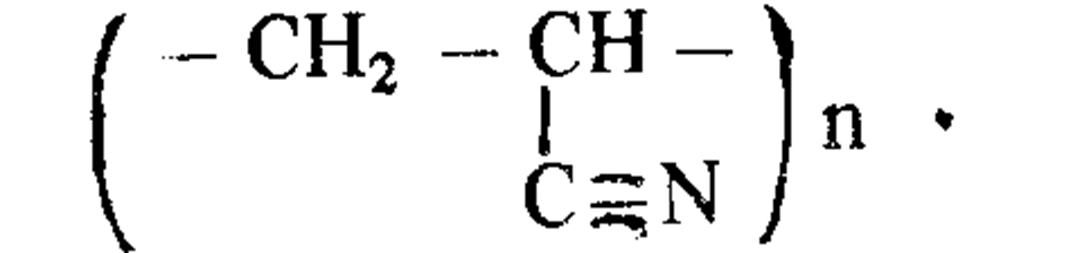 ( – CH₂ – CH – ) n .
|
C≡N